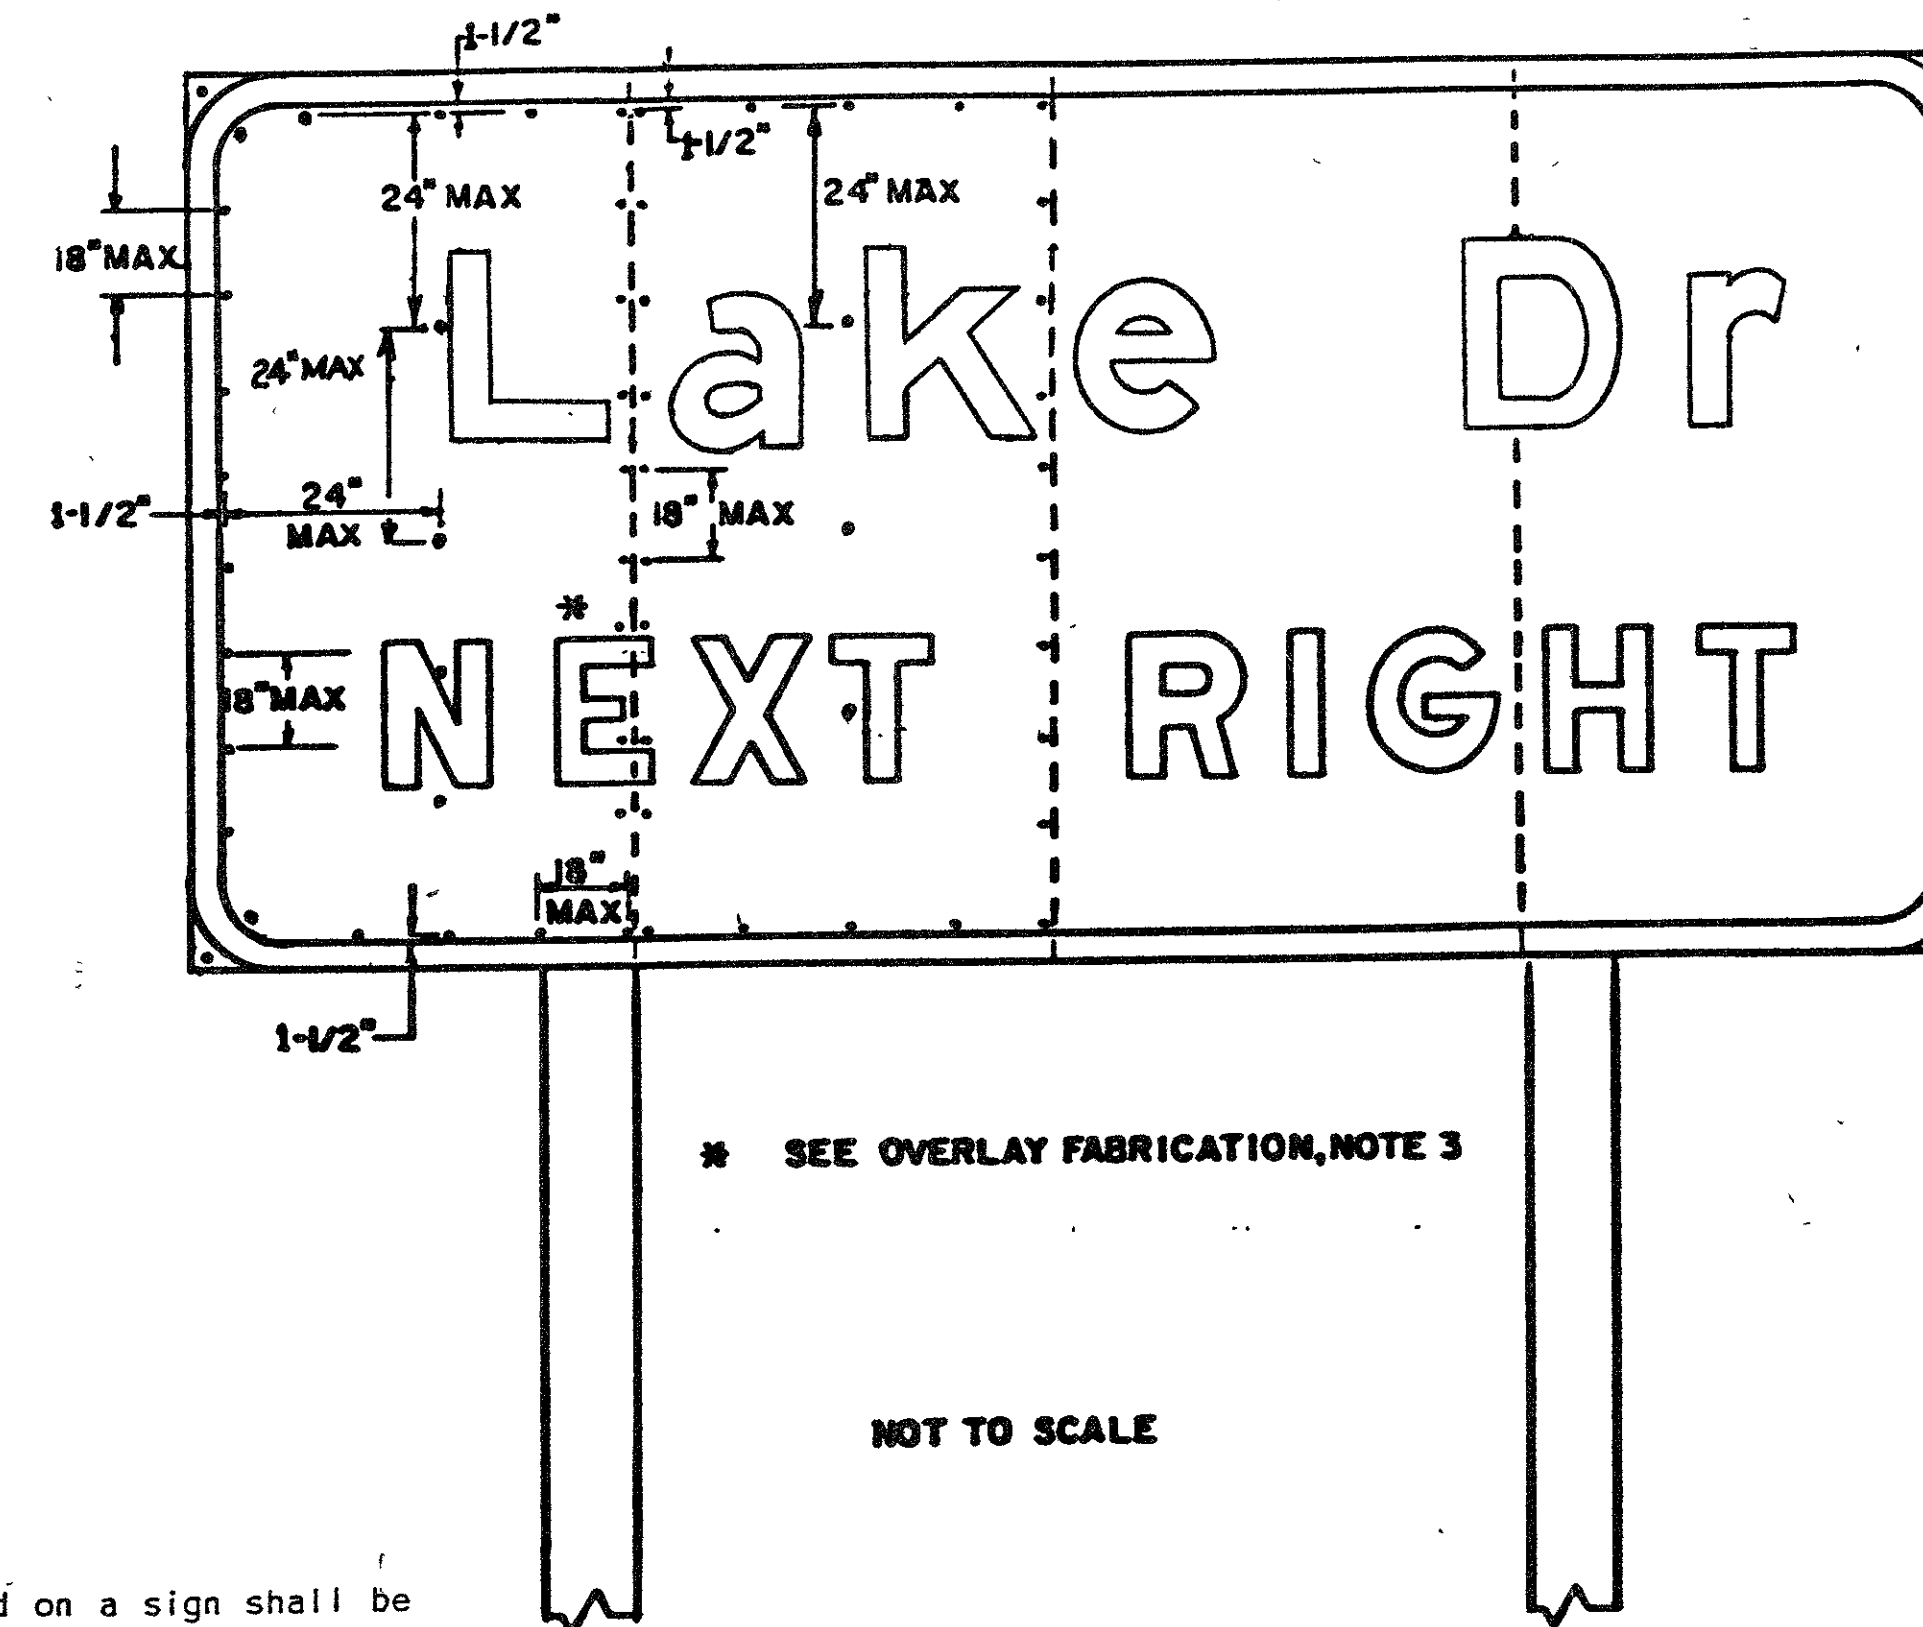 1-1/2"
1-1/2"
24" MAX
24" MAX
18" MAX
Lake Dr
24" MAX
1-1/2"
24"
MAX
18" MAX
*
NEXT RIGHT
18" MAX
18"
MAX
1-1/2"
* SEE OVERLAY FABRICATION, NOTE 3
NOT TO SCALE
on a sign shall be